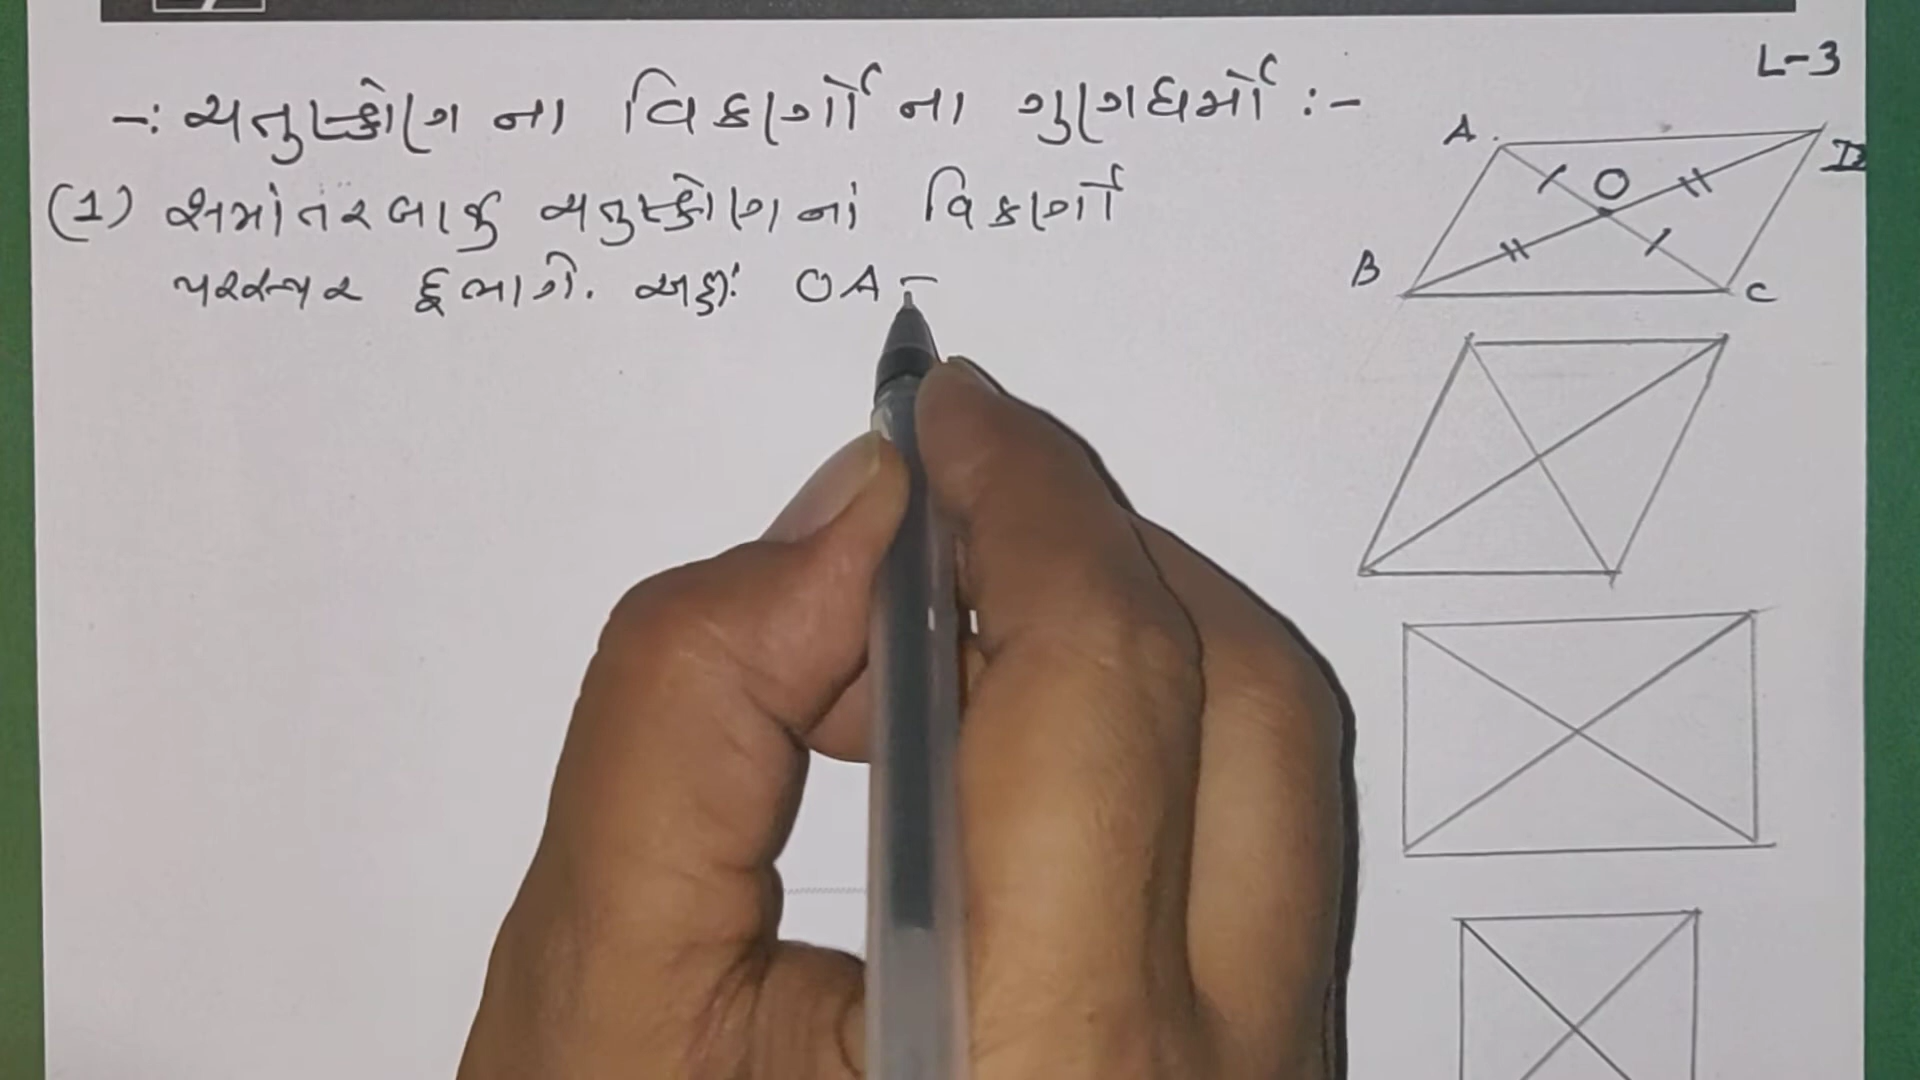 L-3
-: ચતુષ્કોણ ના વિકર્ણો ના ગુણધર્મો :-
(1) સમાંતરબાજુ ચતુષ્કોણનાં વિકર્ણો
પરસ્પર દુભાગે. અહીં OA =
A
D
O
B
C